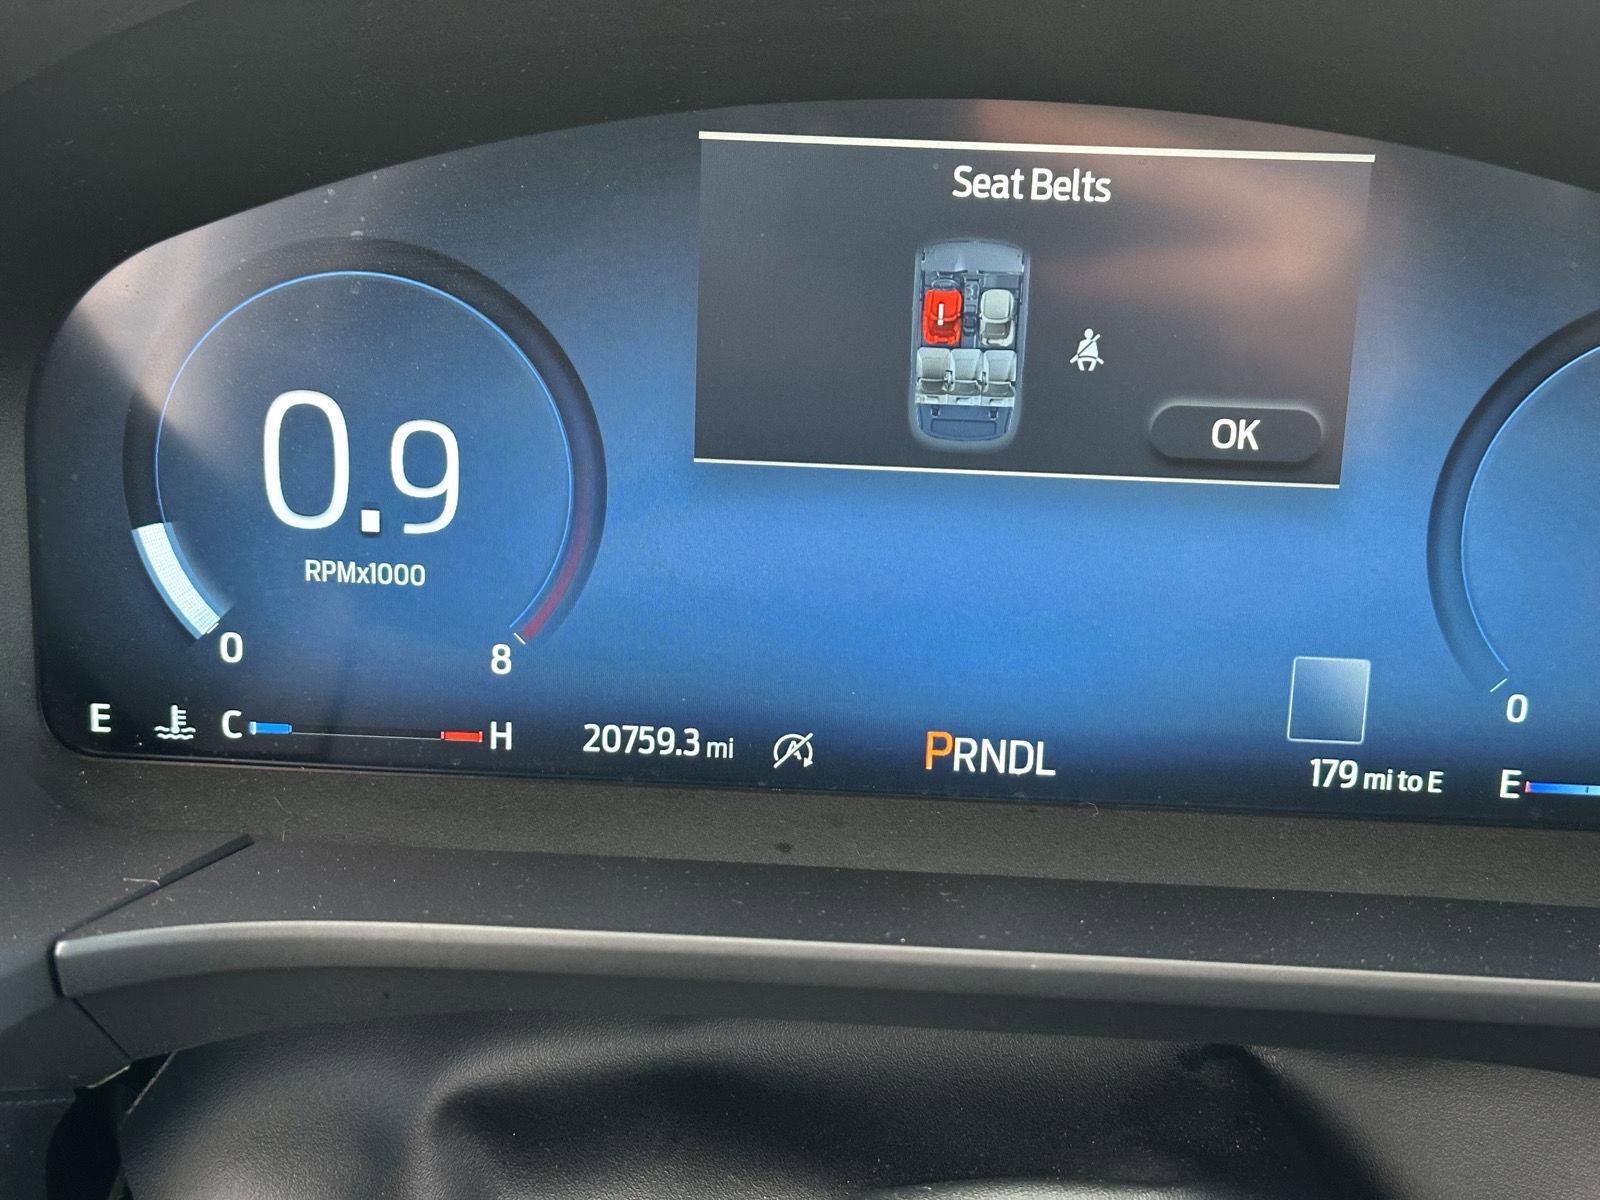 Seat Belts
!
OK
0.9
RPMx1000
0
8
0
E
C
H
20759.3 mi
A
PRNDL
179 mi to E
E